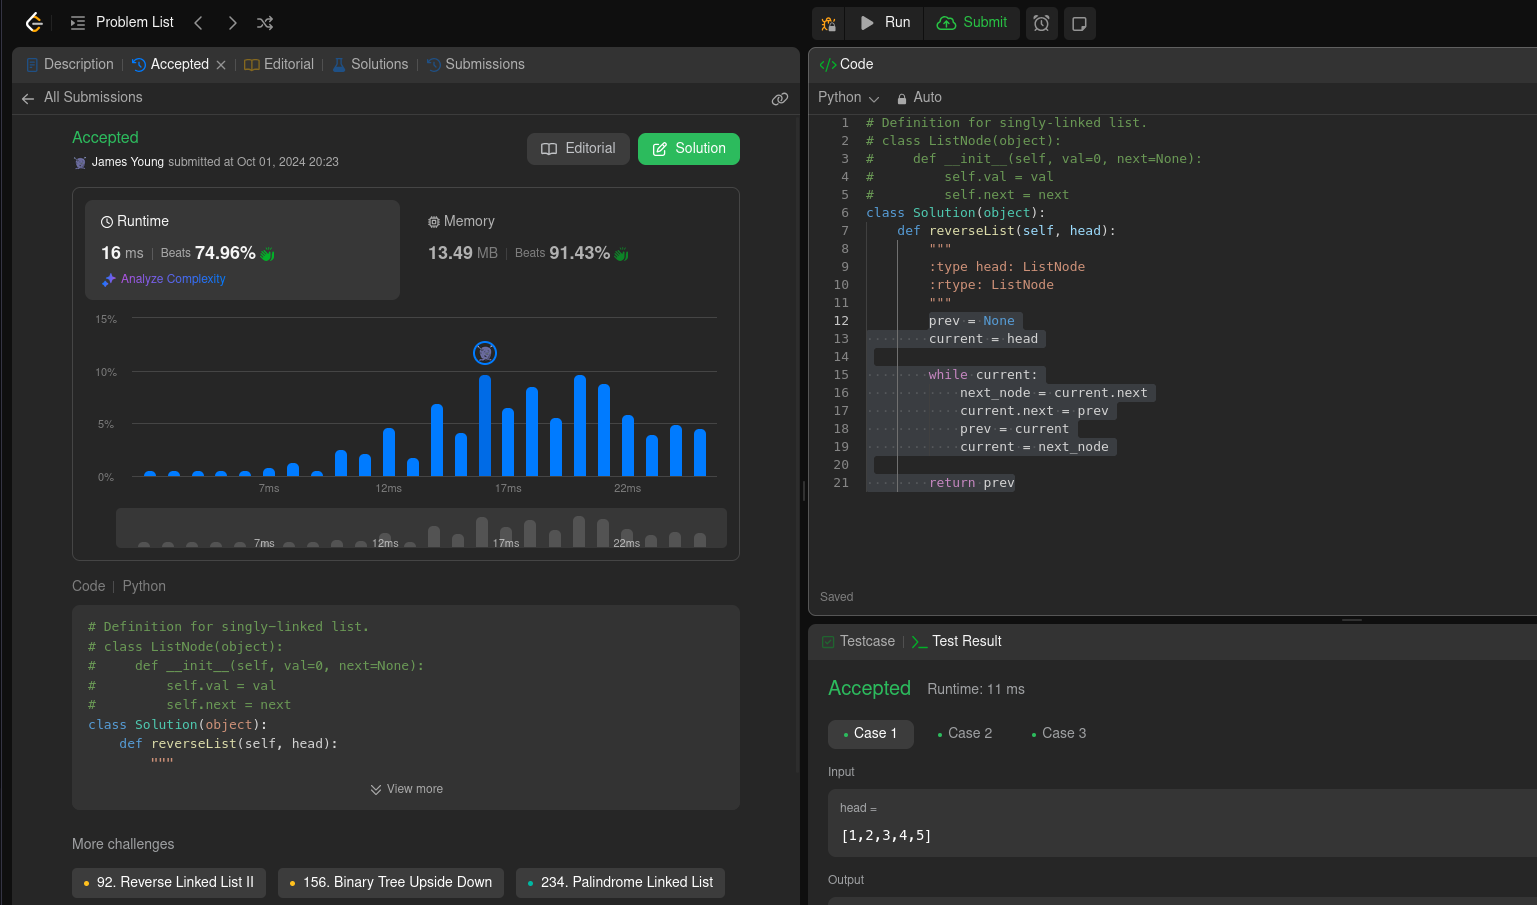 Problem List
Run
Submit
Description
Accepted
Editorial
Solutions
Submissions
All Submissions
Accepted
James Young submitted at Oct 01, 2024 20:23
Editorial
Solution
Runtime
16 ms | Beats 74.96%
Analyze Complexity
Memory
13.49 MB | Beats 91.43%
15%
10%
5%
0%
7ms 12ms 17ms 22ms
7ms 12ms 17ms 22ms
Code | Python
# Definition for singly-linked list.
# class ListNode(object):
#     def __init__(self, val=0, next=None):
#         self.val = val
#         self.next = next
class Solution(object):
    def reverseList(self, head):
        """
View more
More challenges
92. Reverse Linked List II
156. Binary Tree Upside Down
234. Palindrome Linked List
</> Code
Python
Auto
1 # Definition for singly-linked list.
2 # class ListNode(object):
3 #     def __init__(self, val=0, next=None):
4 #         self.val = val
5 #         self.next = next
6 class Solution(object):
7     def reverseList(self, head):
8         """
9         :type head: ListNode
10         :rtype: ListNode
11         """
12         prev = None
13         current = head
14
15         while current:
16             next_node = current.next
17             current.next = prev
18             prev = current
19             current = next_node
20
21         return prev
Saved
Testcase
Test Result
Accepted Runtime: 11 ms
Case 1
Case 2
Case 3
Input
head =
[1,2,3,4,5]
Output